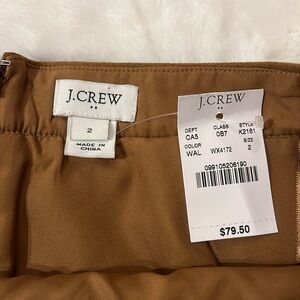 J.CREW
2
MADE IN
CHINA
J.CREW
DEPT CLASS STYLE
CA5 0B7 K2161
COLOR SIZE
WAL WX4172 2
099105206190
$79.50